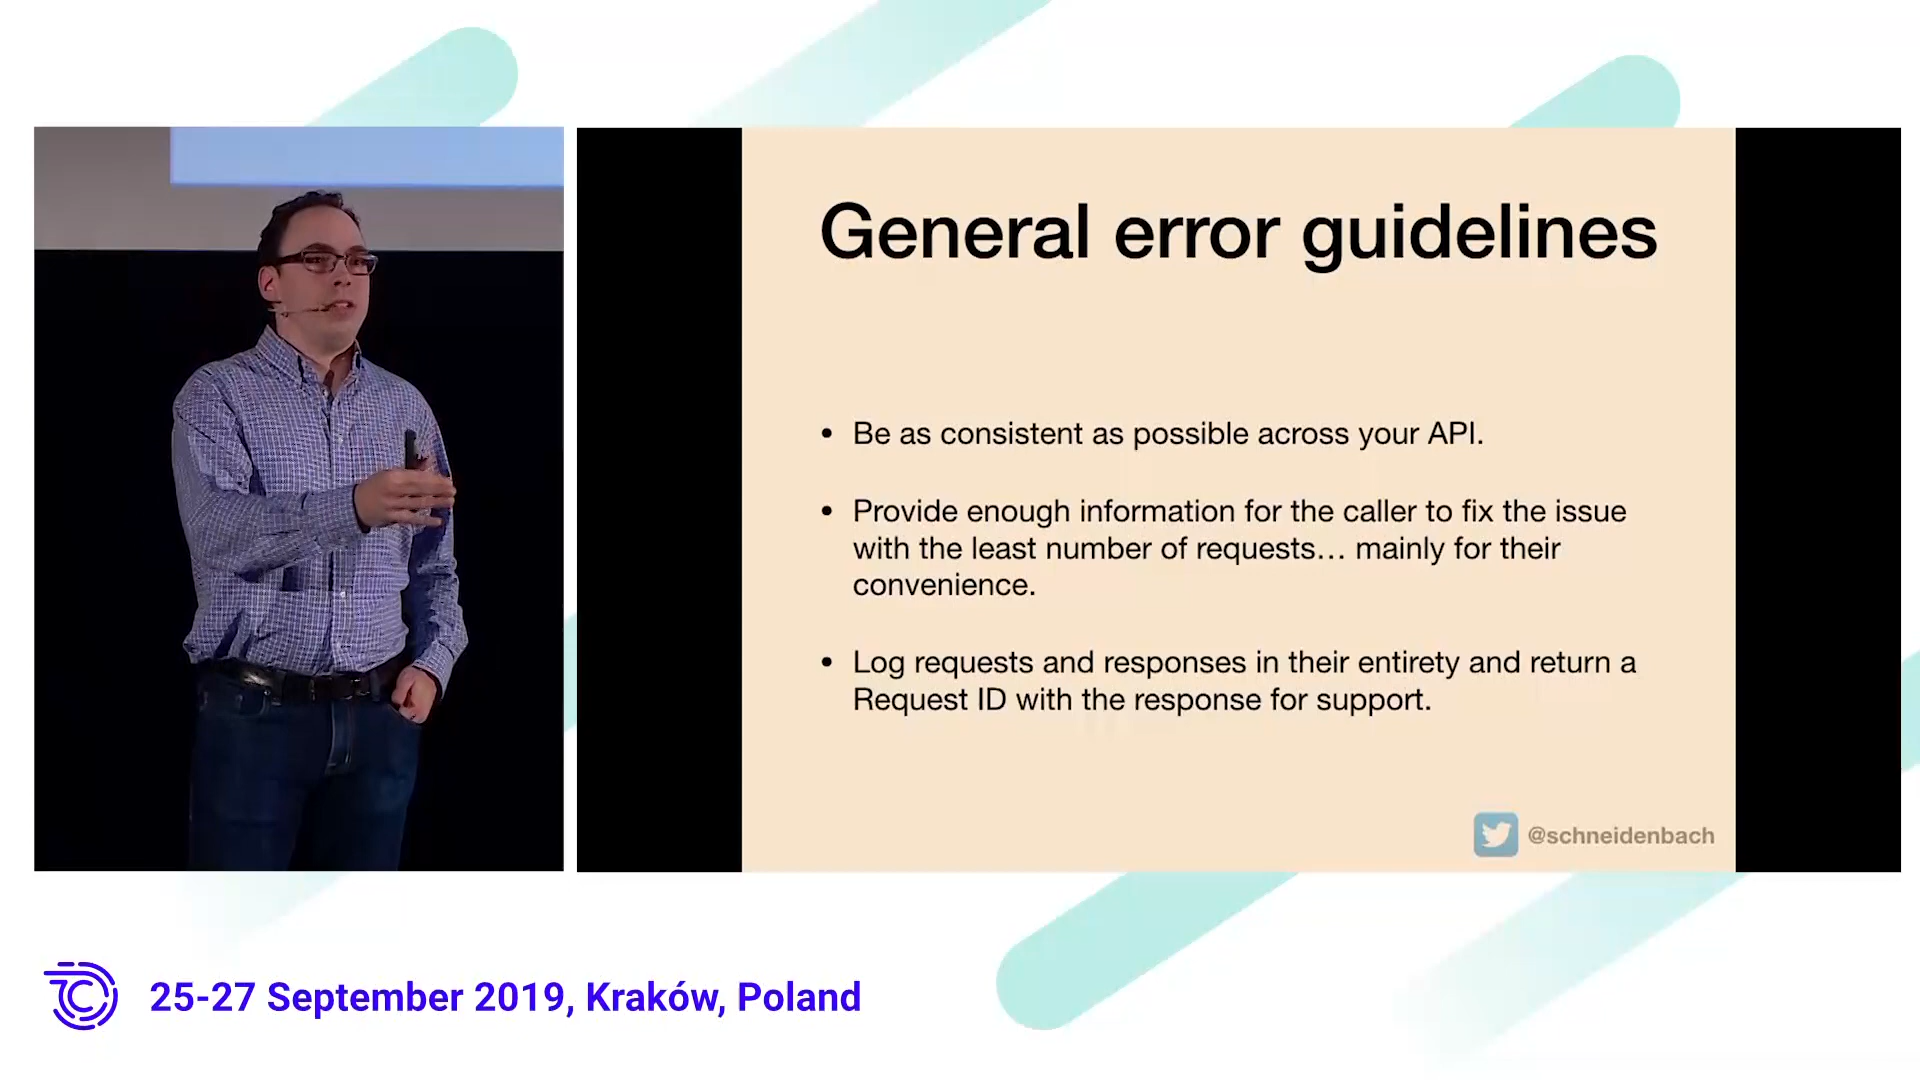 General error guidelines
• Be as consistent as possible across your API.
• Provide enough information for the caller to fix the issue
with the least number of requests… mainly for their
convenience.
• Log requests and responses in their entirety and return a
Request ID with the response for support.
@schneidenbach
25-27 September 2019, Kraków, Poland